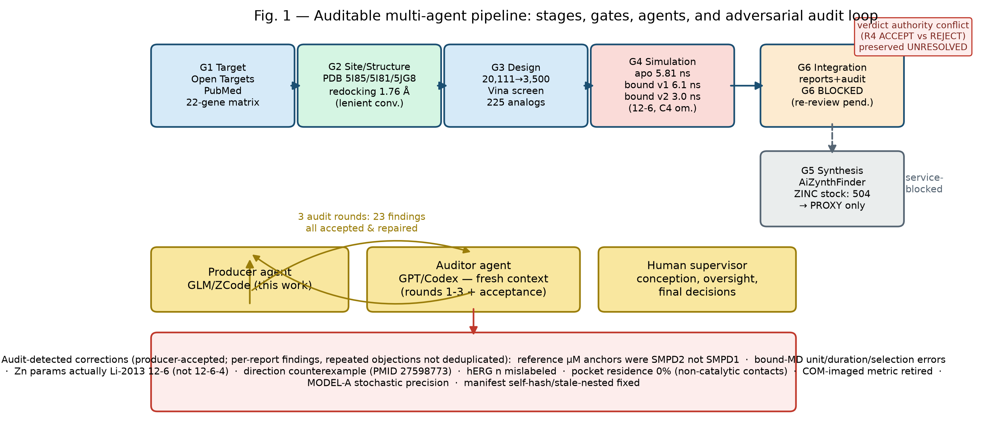 Fig. 1 — Auditable multi-agent pipeline: stages, gates, agents, and adversarial audit loop
verdict authority conflict
(R4 ACCEPT vs REJECT)
preserved UNRESOLVED
G1 Target
Open Targets
PubMed
22-gene matrix
G2 Site/Structure
PDB 5I85/5I81/5JG8
redocking 1.76 Å
(lenient conv.)
G3 Design
20,111→3,500
Vina screen
225 analogs
G4 Simulation
apo 5.81 ns
bound v1 6.1 ns
bound v2 3.0 ns
(12-6, C4 om.)
G6 Integration
reports+audit
G6 BLOCKED
(re-review pend.)
G5 Synthesis
AiZynthFinder
ZINC stock: 504
→ PROXY only
service-
blocked
3 audit rounds: 23 findings
all accepted & repaired
Producer agent
GLM/ZCode (this work)
Auditor agent
GPT/Codex — fresh context
(rounds 1-3 + acceptance)
Human supervisor
conception, oversight,
final decisions
Audit-detected corrections (producer-accepted; per-report findings, repeated objections not deduplicated):  reference µM anchors were SMPD2 not SMPD1  ·  bound-MD unit/duration/selection errors
·  Zn params actually Li-2013 12-6 (not 12-6-4)  ·  direction counterexample (PMID 27598773)  ·  hERG n mislabeled  ·  pocket residence 0% (non-catalytic contacts)  ·  COM-imaged metric retired  ·
MODEL-A stochastic precision  ·  manifest self-hash/stale-nested fixed